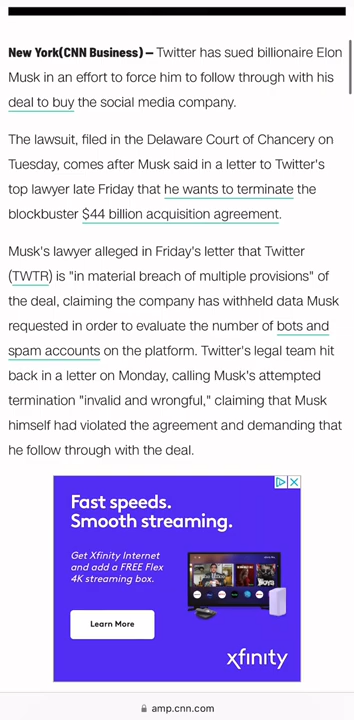 New York(CNN Business) — Twitter has sued billionaire Elon
Musk in an effort to force him to follow through with his
deal to buy the social media company.
The lawsuit, filed in the Delaware Court of Chancery on
Tuesday, comes after Musk said in a letter to Twitter's
top lawyer late Friday that he wants to terminate the
blockbuster $44 billion acquisition agreement.
Musk's lawyer alleged in Friday's letter that Twitter
(TWTR) is "in material breach of multiple provisions" of
the deal, claiming the company has withheld data Musk
requested in order to evaluate the number of bots and
spam accounts on the platform. Twitter's legal team hit
back in a letter on Monday, calling Musk's attempted
termination "invalid and wrongful," claiming that Musk
himself had violated the agreement and demanding that
he follow through with the deal.
Fast speeds.
Smooth streaming.
Get Xfinity Internet
and add a FREE Flex
4K streaming box.
Learn More
xfinity
amp.cnn.com